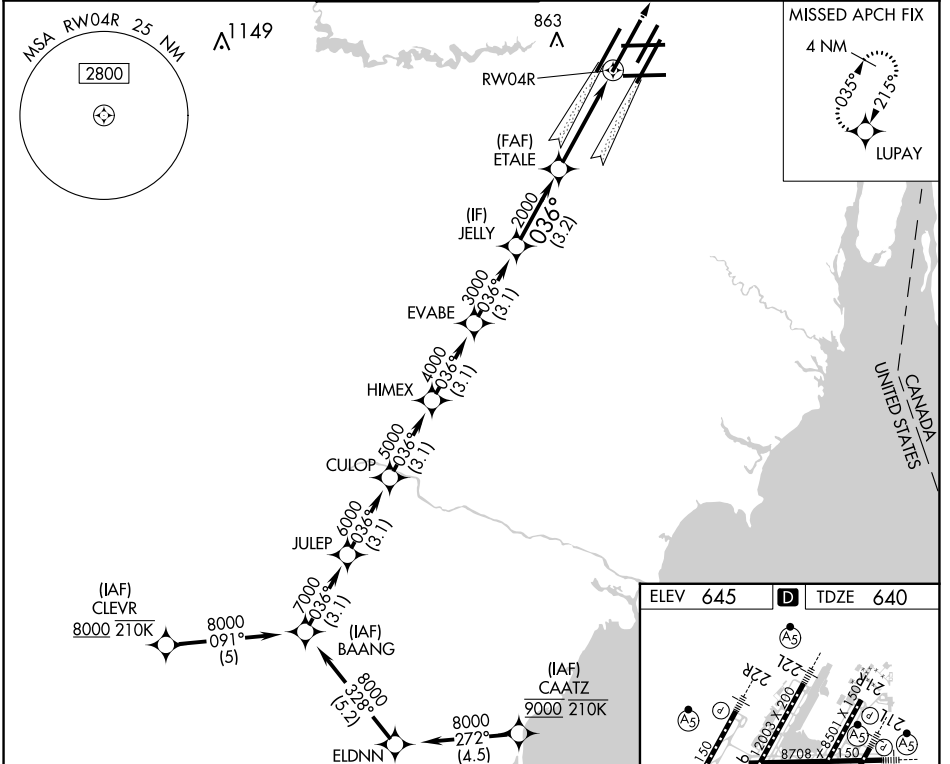 MSA RW04R 25 NM
2800
1149
863
RW04R
MISSED APCH FIX
4 NM
035°
215°
LUPAY
(FAF)
ETALE
2000
036°
(3.2)
(IF)
JELLY
3000
036°
(3.1)
EVABE
4000
036°
(3.1)
HIMEX
5000
036°
(3.1)
CULOP
6000
036°
(3.1)
JULEP
7000
036°
(3.1)
CANADA
UNITED STATES
(IAF)
CLEVR
8000 210K
8000
091°
(5)
(IAF)
BAANG
8000
328°
(5.2)
ELDNN
8000
272°
(4.5)
(IAF)
CAATZ
9000 210K
ELEV 645 D TDZE 640
A5
22R
22L
21R
21L
A5
P
A5
P
A5
150
12003 X 200
8501 X 150
8708 X 150